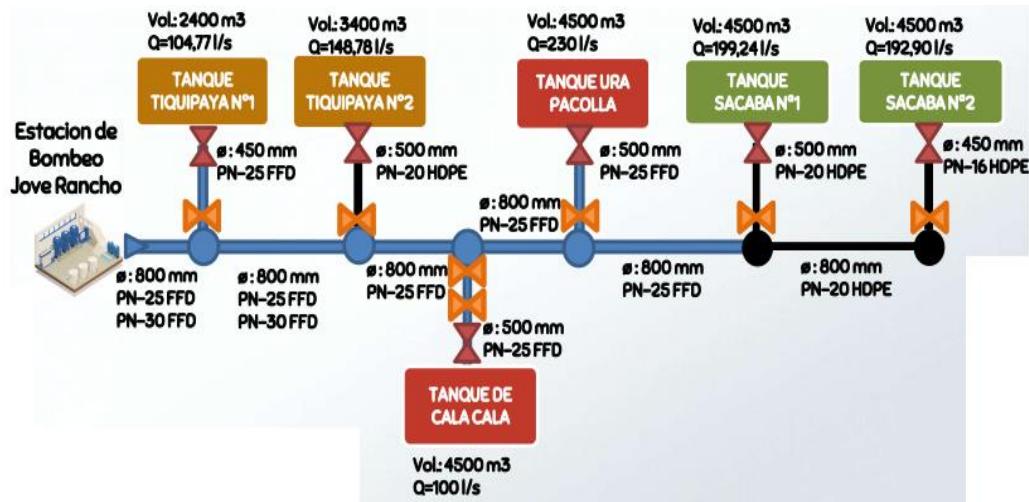 Vol.: 2400 m3
Q=104,77 l/s
Vol.: 3400 m3
Q=148,78 l/s
Vol.: 4500 m3
Q=230 l/s
Vol.: 4500 m3
Q=199,24 l/s
Vol.: 4500 m3
Q=192,90 l/s
TANQUE
TIQUIPAYA Nº1
TANQUE
TIQUIPAYA Nº2
TANQUE URA
PACOLLA
TANQUE
SACABA Nº1
TANQUE
SACABA Nº2
Estacion de
Bombeo
Jove Rancho
ø: 450 mm
PN-25 FFD
ø: 500 mm
PN-20 HDPE
ø: 500 mm
PN-25 FFD
ø: 500 mm
PN-20 HDPE
ø: 450 mm
PN-16 HDPE
ø: 800 mm
PN-25 FFD
ø: 800 mm
PN-25 FFD
PN-30 FFD
ø: 800 mm
PN-25 FFD
PN-30 FFD
ø: 800 mm
PN-25 FFD
ø: 800 mm
PN-25 FFD
ø: 800 mm
PN-20 HDPE
ø: 500 mm
PN-25 FFD
TANQUE DE
CALA CALA
Vol.: 4500 m3
Q=100 l/s